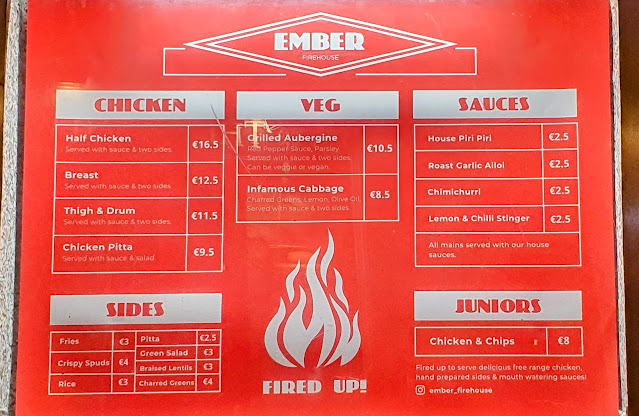 EMBER
FIREHOUSE
CHICKEN
Half Chicken €16.5
Served with sauce & two sides.
Breast €12.5
Served with sauce & two sides.
Thigh & Drum €11.5
Served with sauce & two sides.
Chicken Pitta €9.5
Served with sauce & salad
VEG
Grilled Aubergine €10.5
Red Pepper Sauce, Parsley
Served with sauce & two sides.
Can be veggie or vegan.
Infamous Cabbage €8.5
Charred Greens, Lemon, Olive Oil,
Served with sauce & two sides.
SAUCES
House Piri Piri €2.5
Roast Garlic Ailoi €2.5
Chimichurri €2.5
Lemon & Chilli Stinger €2.5
All mains served with our house
sauces.
SIDES
Fries €3
Crispy Spuds €4
Rice €3
Pitta €2.5
Green Salad €3
Braised Lentils €3
Charred Greens €4
FIRED UP!
JUNIORS
Chicken & Chips €8
Fired up to serve delicious free range chicken,
hand prepared sides & mouth watering sauces!
ember_firehouse